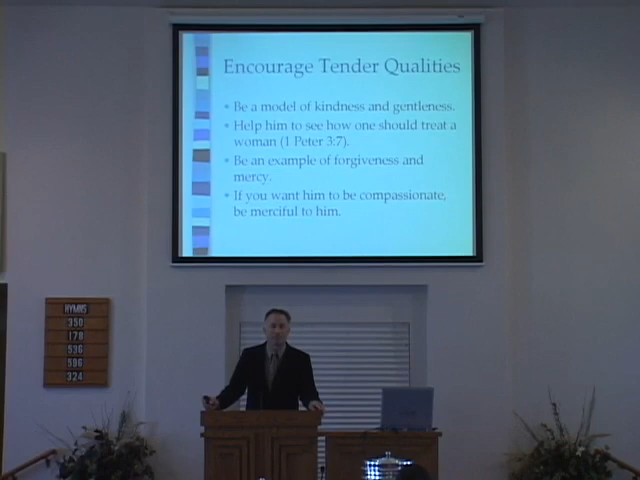 Encourage Tender Qualities
• Be a model of kindness and gentleness.
• Help him to see how one should treat a
woman (1 Peter 3:7).
• Be an example of forgiveness and
mercy.
• If you want him to be compassionate,
be merciful to him.
HYMNS
350
178
536
596
324